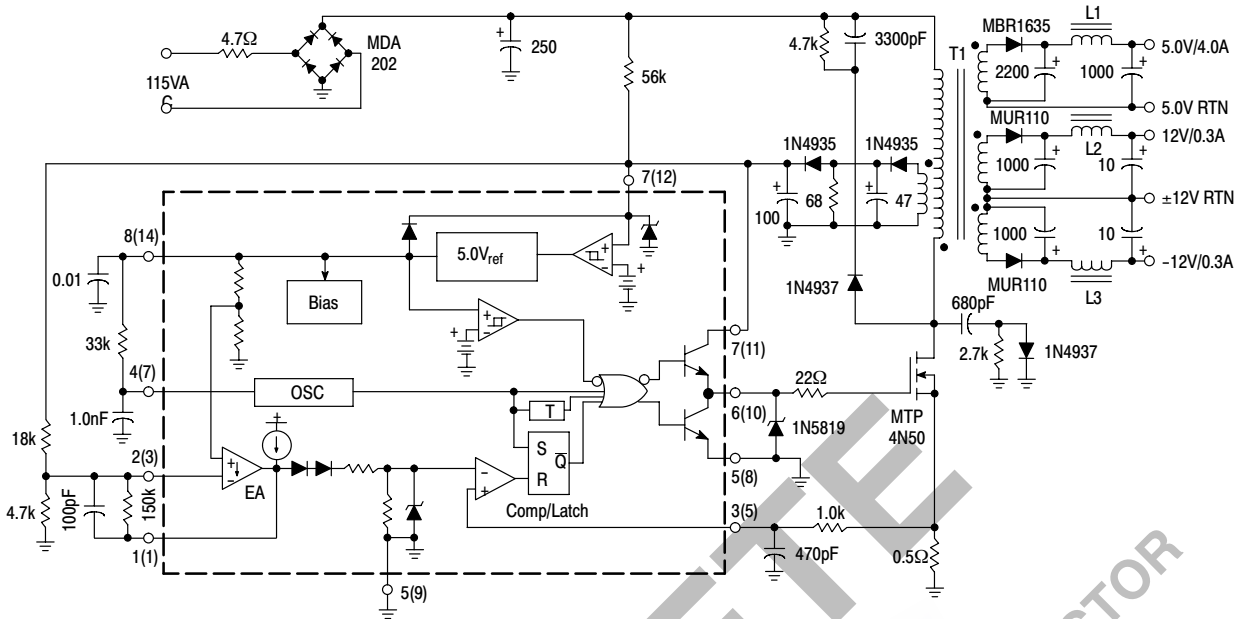 4.7Ω
MDA
202
+
250
4.7k
3300pF
56k
115VA
T1
MBR1635
L1
5.0V/4.0A
2200
+
1000
+
5.0V RTN
MUR110
12V/0.3A
L2
1000
+
10
+
±12V RTN
1000
+
10
+
-12V/0.3A
MUR110
L3
1N4935
1N4935
+
100
68
+
47
7(12)
8(14)
0.01
33k
4(7)
1.0nF
Bias
5.0Vref
+
-
+
+
-
+
OSC
T
S
R
Q̅
Comp/Latch
18k
2(3)
4.7k
100pF
150k
1(1)
+
-
EA
-
+
5(9)
7(11)
6(10)
5(8)
3(5)
22Ω
1N5819
1.0k
470pF
0.5Ω
1N4937
680pF
2.7k
1N4937
MTP
4N50